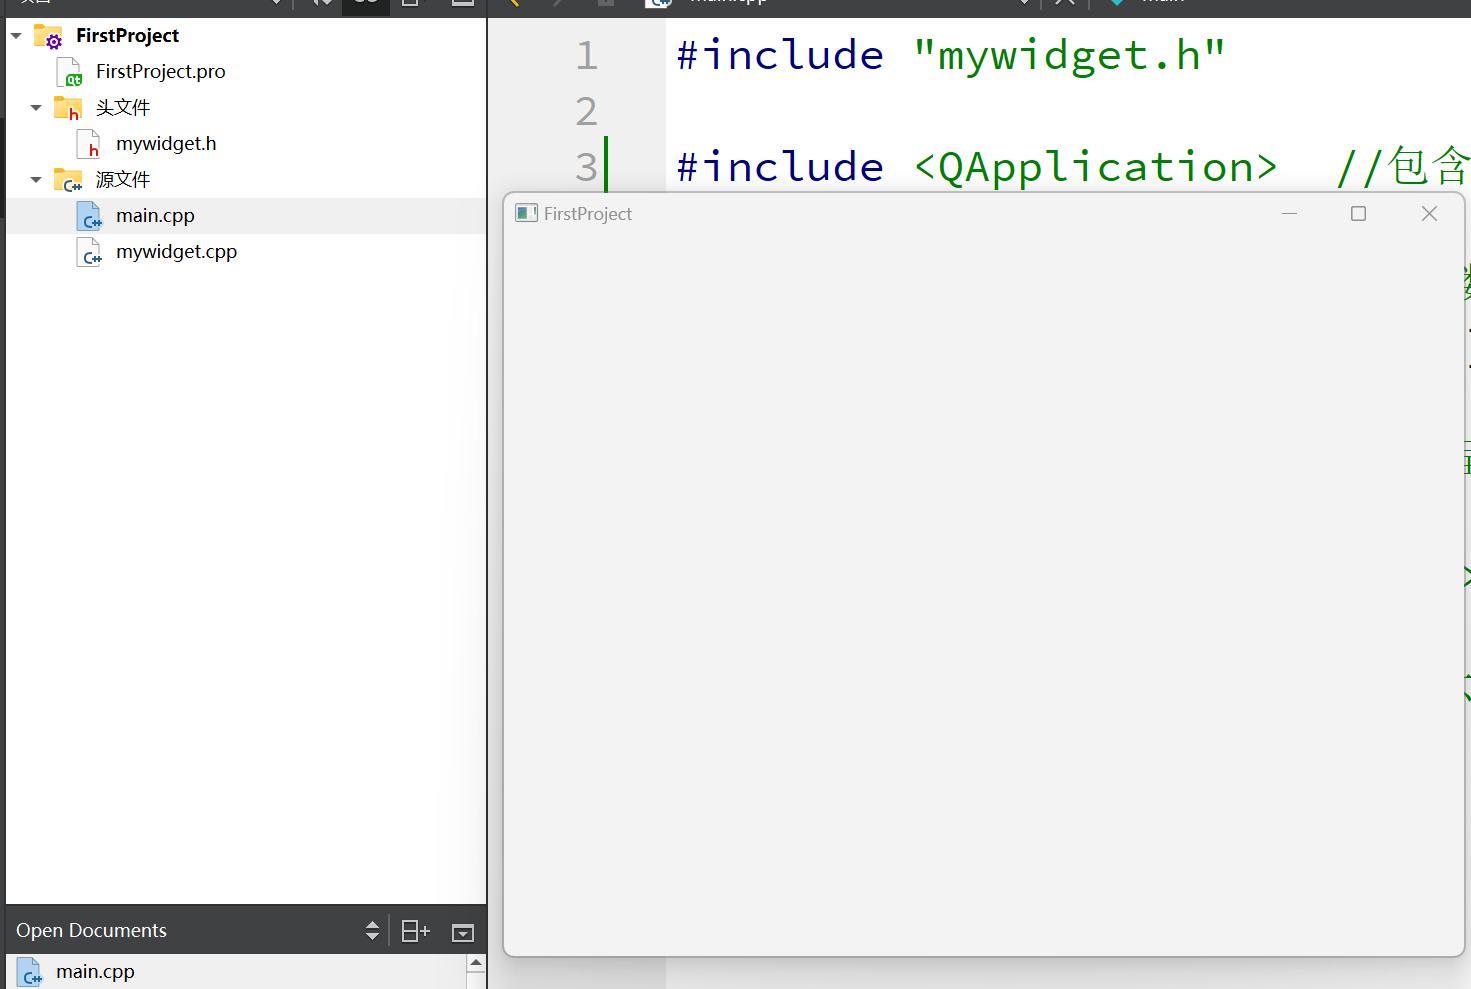 FirstProject
FirstProject.pro
头文件
mywidget.h
源文件
main.cpp
mywidget.cpp
Open Documents
main.cpp
1 #include "mywidget.h"
2
3 #include <QApplication> //包含
FirstProject